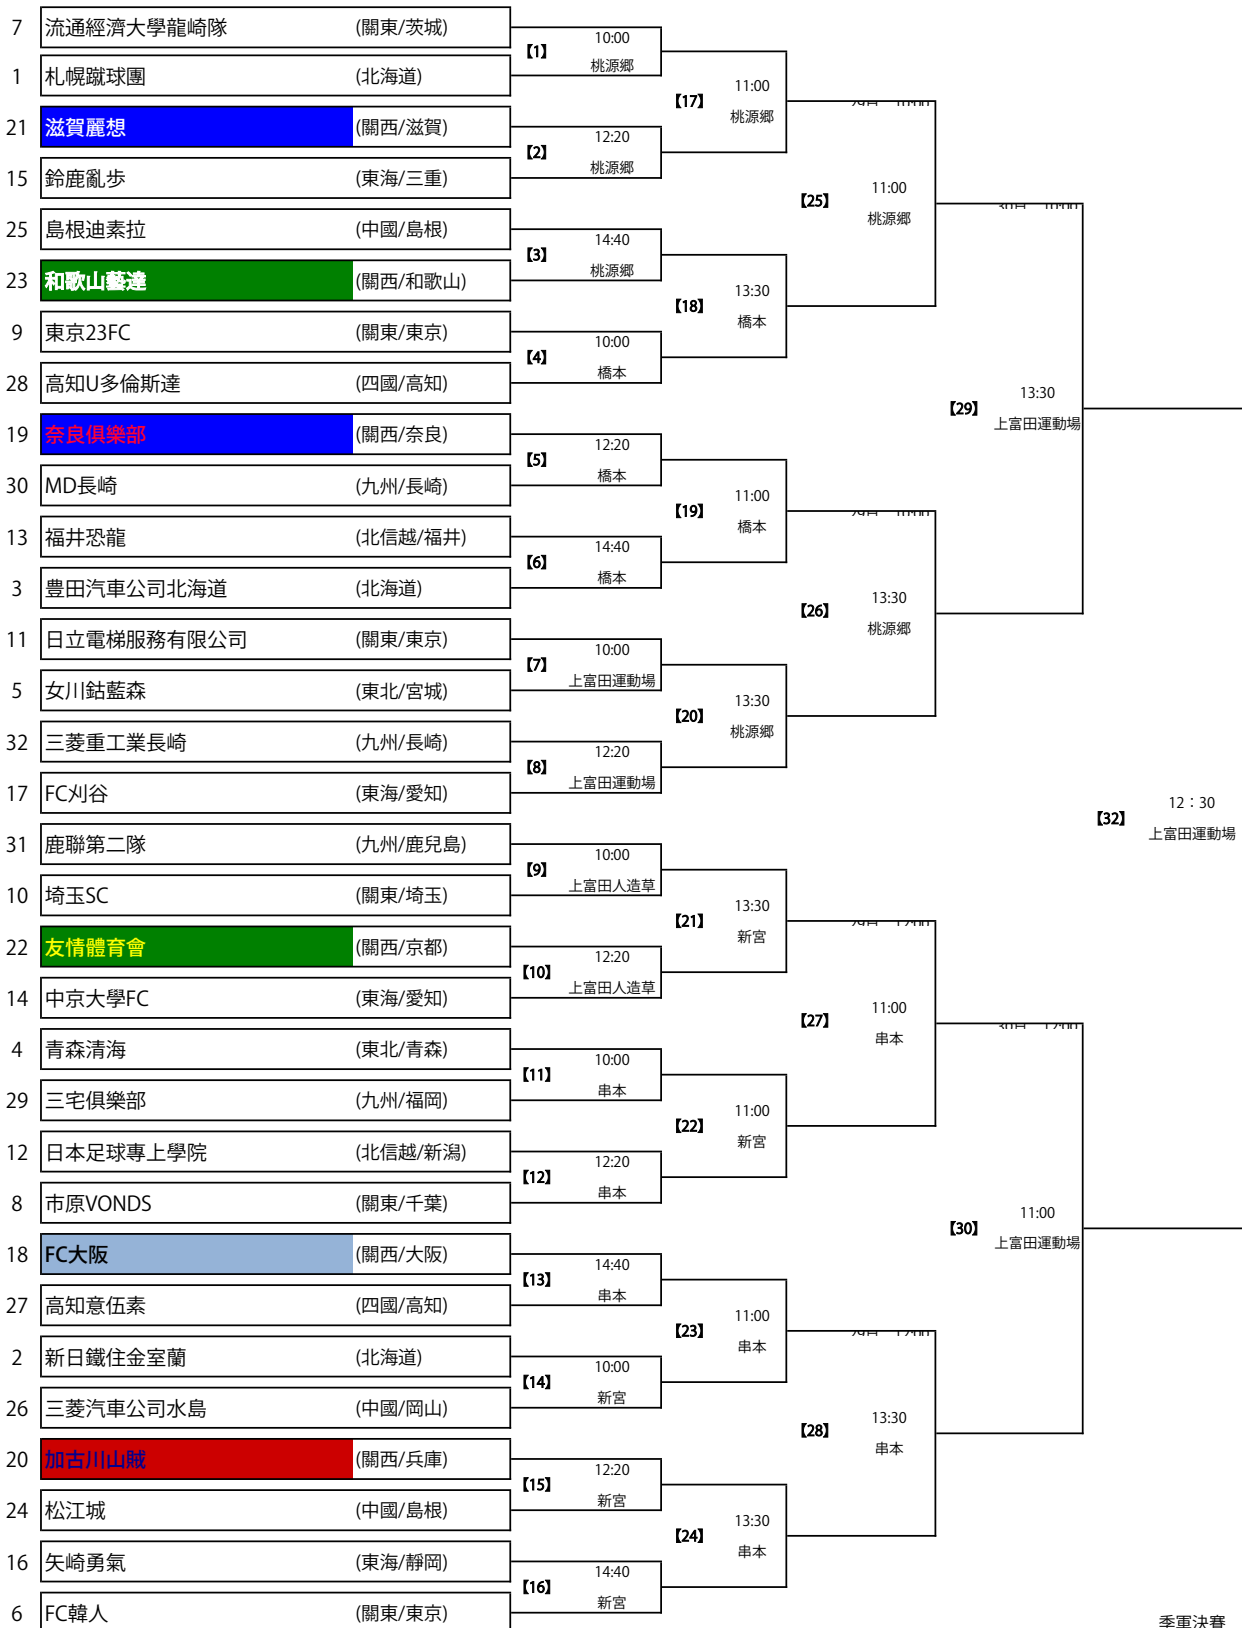 7 流通經濟大學龍崎隊 (關東/茨城)
【1】 10:00 桃源郷
1 札幌蹴球團 (北海道)
【17】 11:00 桃源郷
21 滋賀麗想 (關西/滋賀)
【2】 12:20 桃源郷
15 鈴鹿亂歩 (東海/三重)
【25】 11:00 桃源郷
25 島根迪素拉 (中國/島根)
【3】 14:40 桃源郷
23 和歌山藝達 (關西/和歌山)
【18】 13:30 橋本
9 東京23FC (關東/東京)
【4】 10:00 橋本
28 高知U多倫斯達 (四國/高知)
【29】 13:30 上富田運動場
19 奈良俱樂部 (關西/奈良)
【5】 12:20 橋本
30 MD長崎 (九州/長崎)
【19】 11:00 橋本
13 福井恐龍 (北信越/福井)
【6】 14:40 橋本
3 豊田汽車公司北海道 (北海道)
【26】 13:30 桃源郷
11 日立電梯服務有限公司 (關東/東京)
【7】 10:00 上富田運動場
5 女川鈷藍森 (東北/宮城)
【20】 13:30 桃源郷
32 三菱重工業長崎 (九州/長崎)
【8】 12:20 上富田運動場
17 FC刈谷 (東海/愛知)
【32】 12：30 上富田運動場
31 鹿聯第二隊 (九州/鹿兒島)
【9】 10:00 上富田人造草
10 埼玉SC (關東/埼玉)
【21】 13:30 新宮
22 友情體育會 (關西/京都)
【10】 12:20 上富田人造草
14 中京大學FC (東海/愛知)
【27】 11:00 串本
4 青森清海 (東北/青森)
【11】 10:00 串本
29 三宅俱樂部 (九州/福岡)
【22】 11:00 新宮
12 日本足球專上學院 (北信越/新潟)
【12】 12:20 串本
8 市原VONDS (關東/千葉)
【30】 11:00 上富田運動場
18 FC大阪 (關西/大阪)
【13】 14:40 串本
27 高知意伍素 (四國/高知)
【23】 11:00 串本
2 新日鐵住金室蘭 (北海道)
【14】 10:00 新宮
26 三菱汽車公司水島 (中國/岡山)
【28】 13:30 串本
20 加古川山賊 (關西/兵庫)
【15】 12:20 新宮
24 松江城 (中國/島根)
【24】 13:30 串本
16 矢崎勇氣 (東海/靜岡)
【16】 14:40 新宮
6 FC韓人 (關東/東京)
季軍決賽